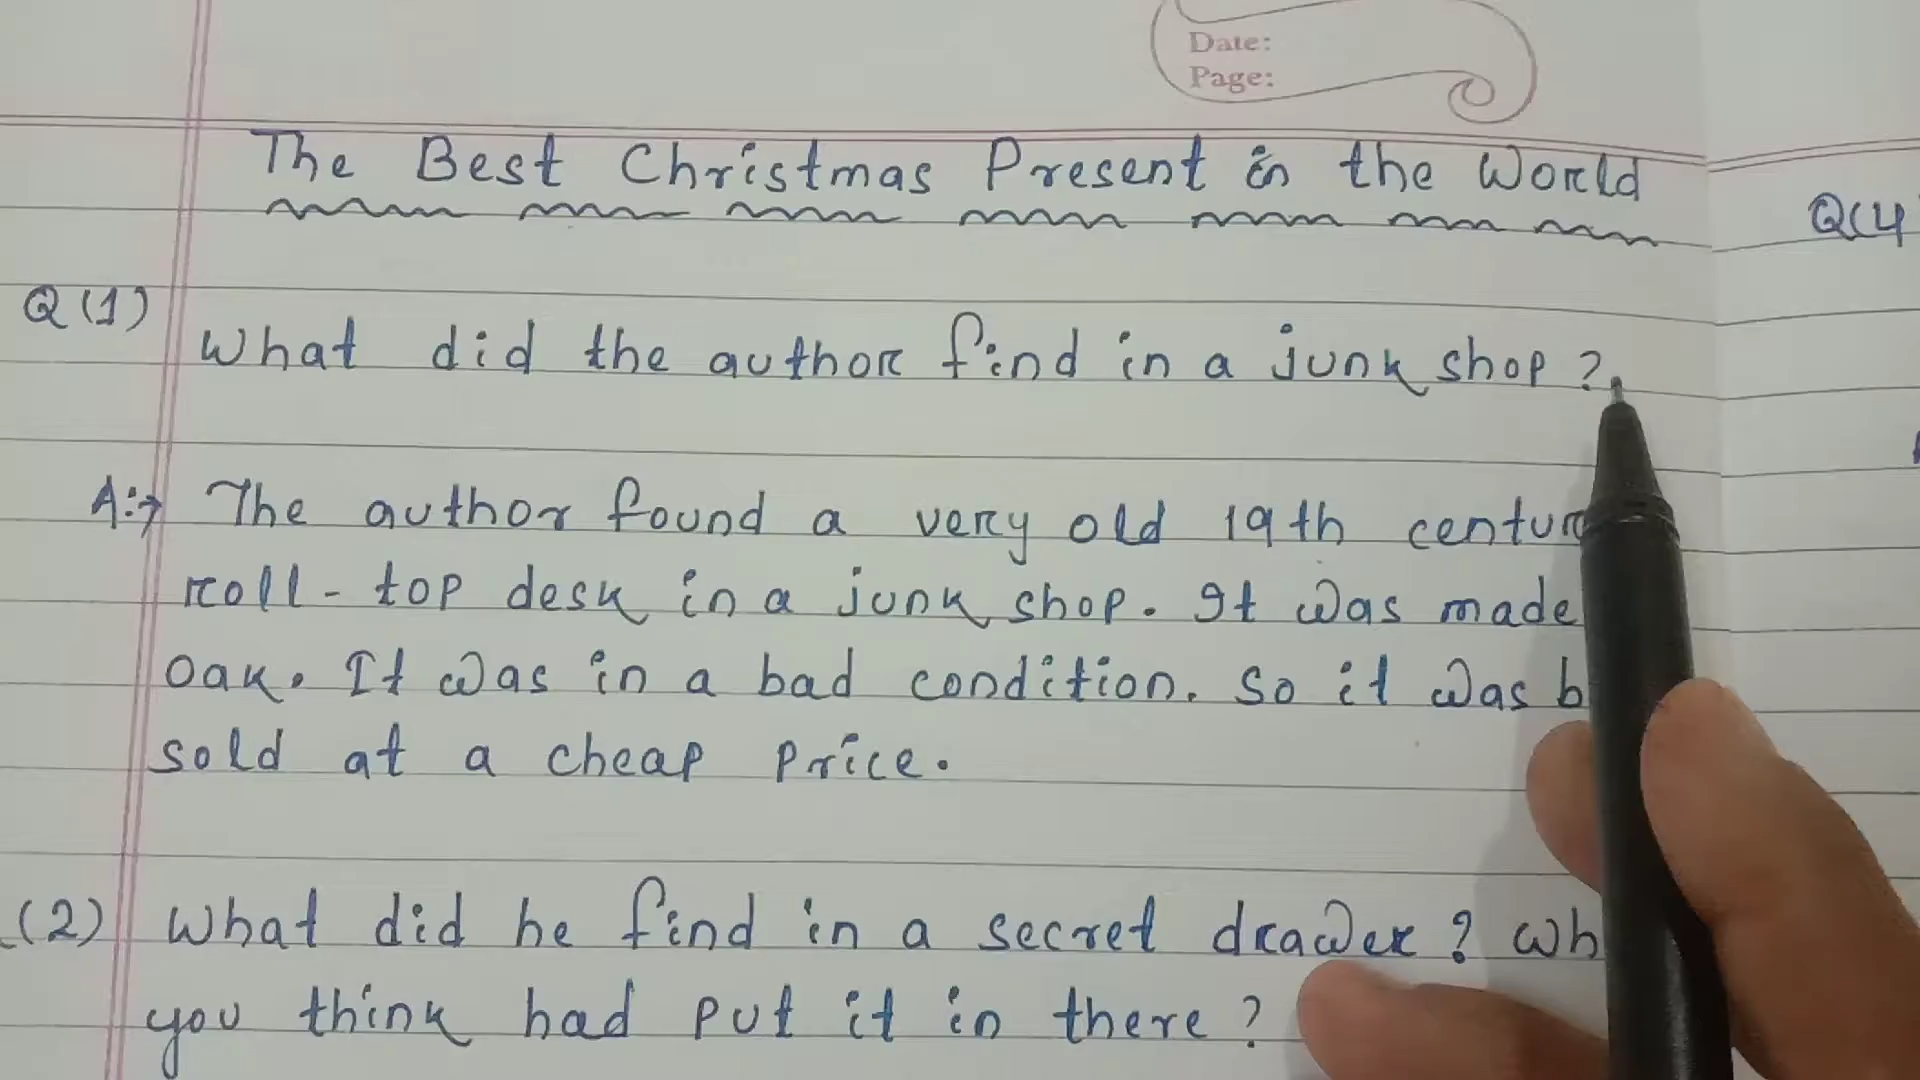 Date:
Page:
The Best Christmas Present in the World
Q(1)
What did the author find in a junk shop?
A:→ The author found a very old 19th
roll-top desk in a junk shop. It was made
oak. It was in a bad condition. So it was
sold at a cheap price.
(2) What did he find in a secret drawer?
you think had put it in there?
Q(4